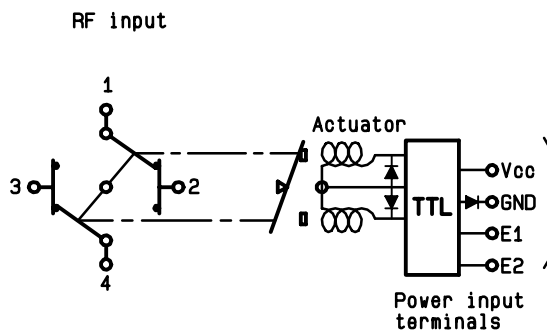 RF input
1
Actuator
3
2
TTL
Vcc
GND
E1
E2
4
Power input
terminals